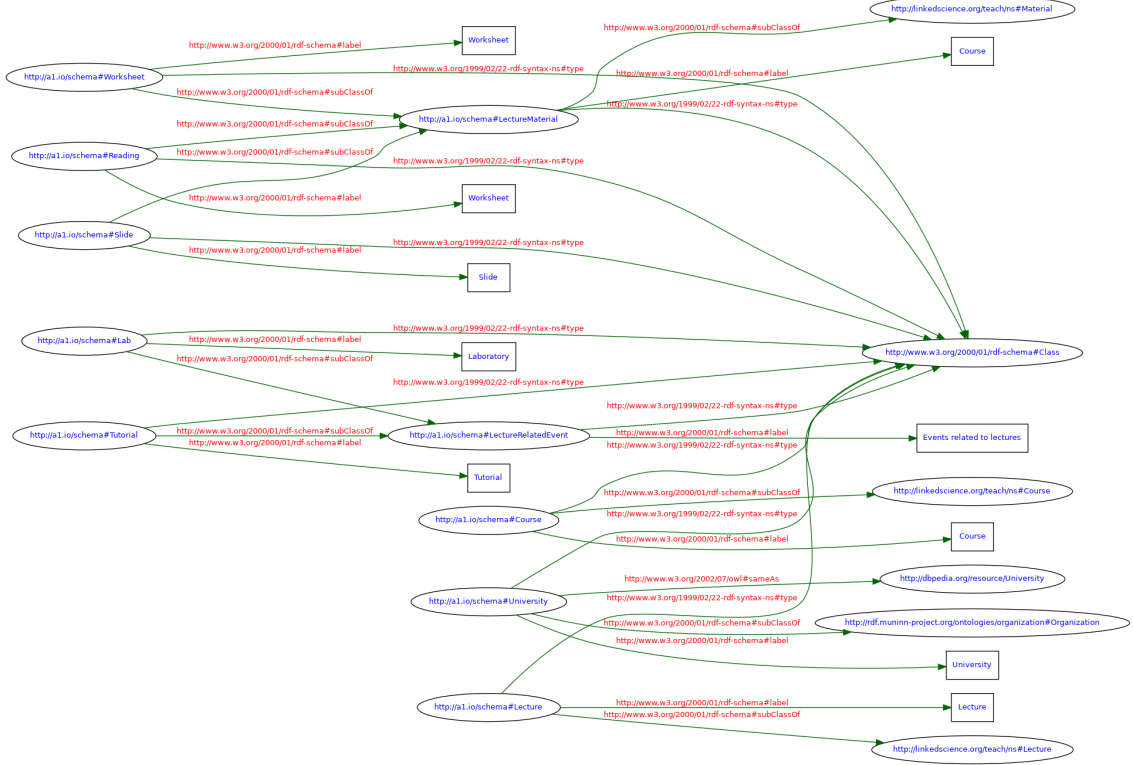 http://linkedscience.org/teach/ns#Material
http://www.w3.org/2000/01/rdf-schema#subClassOf
Worksheet
http://www.w3.org/2000/01/rdf-schema#label
Course
http://www.w3.org/1999/02/22-rdf-syntax-ns#type
http://www.w3.org/2000/01/rdf-schema#label
http://a1.io/schema#Worksheet
http://www.w3.org/2000/01/rdf-schema#subClassOf
http://www.w3.org/1999/02/22-rdf-syntax-ns#type
http://a1.io/schema#LectureMaterial
http://www.w3.org/2000/01/rdf-schema#subClassOf
http://www.w3.org/2000/01/rdf-schema#subClassOf
http://a1.io/schema#Reading
http://www.w3.org/1999/02/22-rdf-syntax-ns#type
http://www.w3.org/2000/01/rdf-schema#label
Worksheet
http://a1.io/schema#Slide
http://www.w3.org/1999/02/22-rdf-syntax-ns#type
http://www.w3.org/2000/01/rdf-schema#label
Slide
http://www.w3.org/1999/02/22-rdf-syntax-ns#type
http://a1.io/schema#Lab
http://www.w3.org/2000/01/rdf-schema#label
Laboratory
http://www.w3.org/2000/01/rdf-schema#Class
http://www.w3.org/2000/01/rdf-schema#subClassOf
http://www.w3.org/1999/02/22-rdf-syntax-ns#type
http://www.w3.org/1999/02/22-rdf-syntax-ns#type
http://a1.io/schema#Tutorial
http://www.w3.org/2000/01/rdf-schema#subClassOf
http://a1.io/schema#LectureRelatedEvent
http://www.w3.org/2000/01/rdf-schema#label
Events related to lectures
http://www.w3.org/2000/01/rdf-schema#label
http://www.w3.org/1999/02/22-rdf-syntax-ns#type
Tutorial
http://www.w3.org/2000/01/rdf-schema#subClassOf
http://linkedscience.org/teach/ns#Course
http://a1.io/schema#Course
http://www.w3.org/1999/02/22-rdf-syntax-ns#type
http://www.w3.org/2000/01/rdf-schema#label
Course
http://www.w3.org/2002/07/owl#sameAs
http://dbpedia.org/resource/University
http://a1.io/schema#University
http://www.w3.org/1999/02/22-rdf-syntax-ns#type
http://www.w3.org/2000/01/rdf-schema#subClassOf
http://rdf.muninn-project.org/ontologies/organization#Organization
http://www.w3.org/2000/01/rdf-schema#label
University
http://a1.io/schema#Lecture
http://www.w3.org/2000/01/rdf-schema#label
Lecture
http://www.w3.org/2000/01/rdf-schema#subClassOf
http://linkedscience.org/teach/ns#Lecture